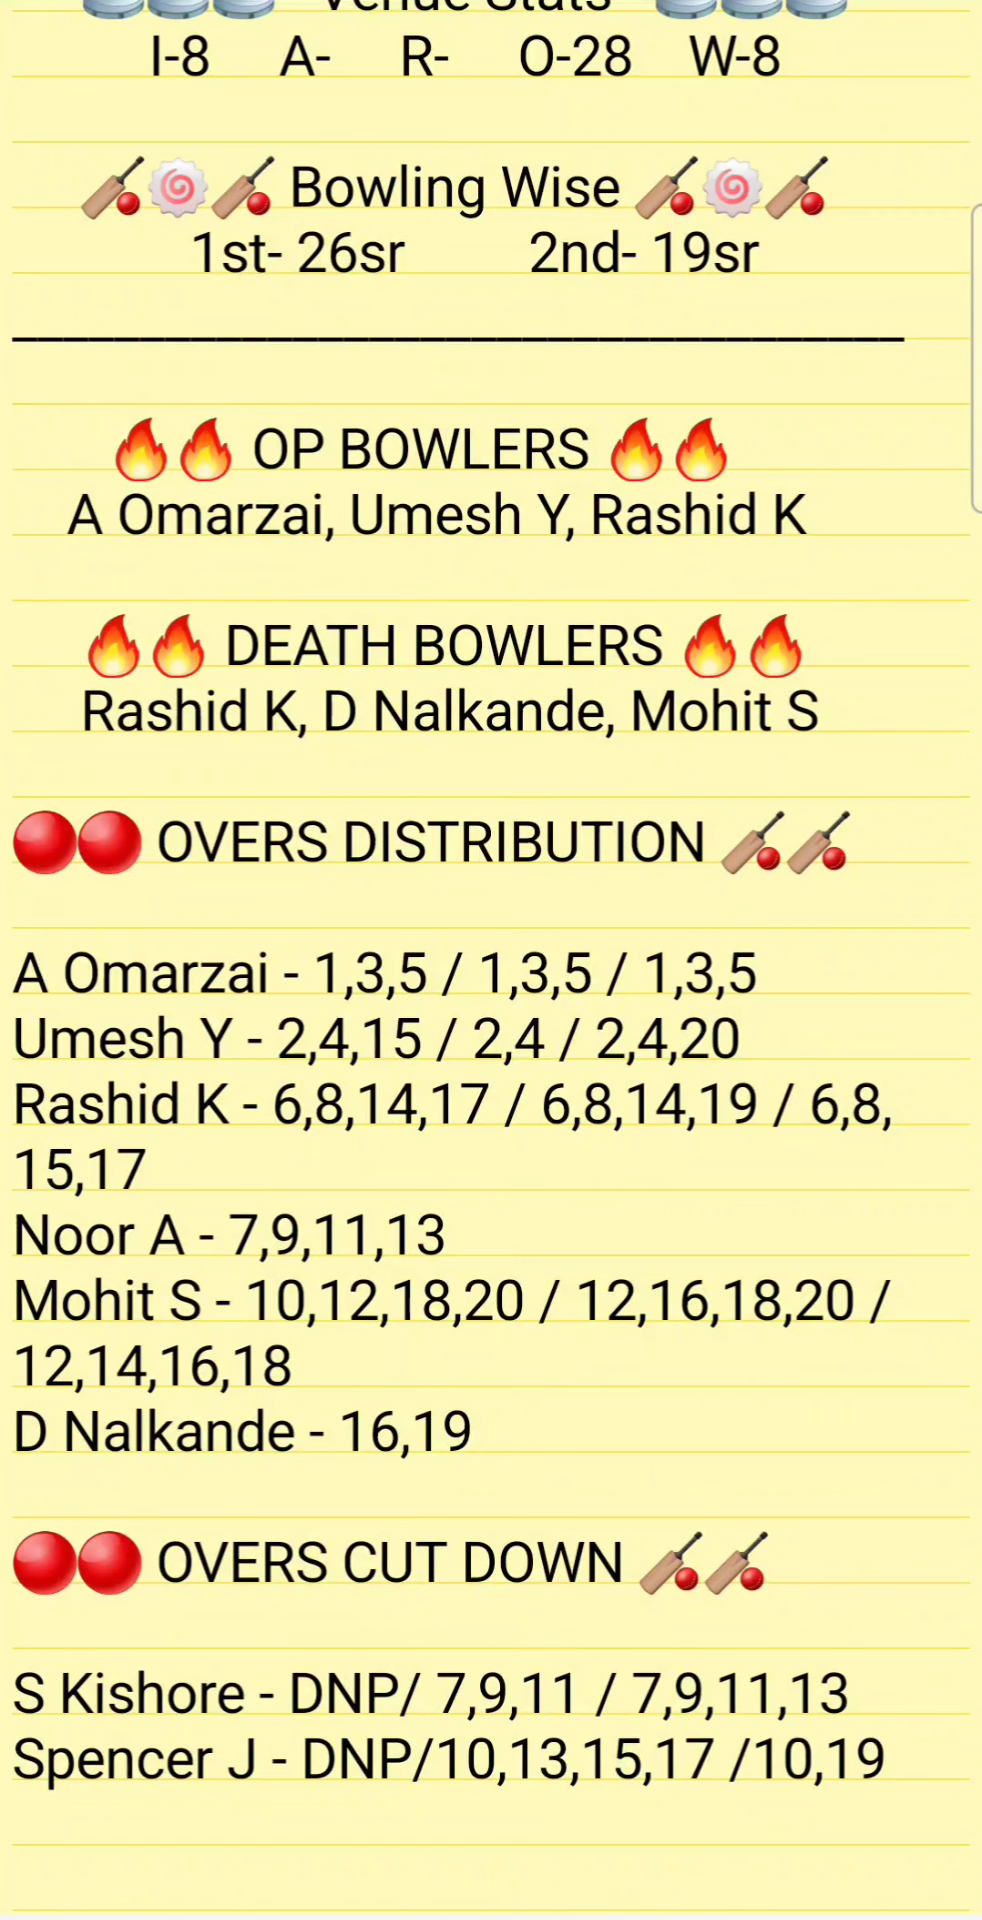 Venue Stats
I-8 A- R- O-28 W-8
Bowling Wise
1st- 26sr 2nd- 19sr
OP BOWLERS
A Omarzai, Umesh Y, Rashid K
DEATH BOWLERS
Rashid K, D Nalkande, Mohit S
OVERS DISTRIBUTION
A Omarzai - 1,3,5 / 1,3,5 / 1,3,5
Umesh Y - 2,4,15 / 2,4 / 2,4,20
Rashid K - 6,8,14,17 / 6,8,14,19 / 6,8,
15,17
Noor A - 7,9,11,13
Mohit S - 10,12,18,20 / 12,16,18,20 /
12,14,16,18
D Nalkande - 16,19
OVERS CUT DOWN
S Kishore - DNP/ 7,9,11 / 7,9,11,13
Spencer J - DNP/10,13,15,17 /10,19